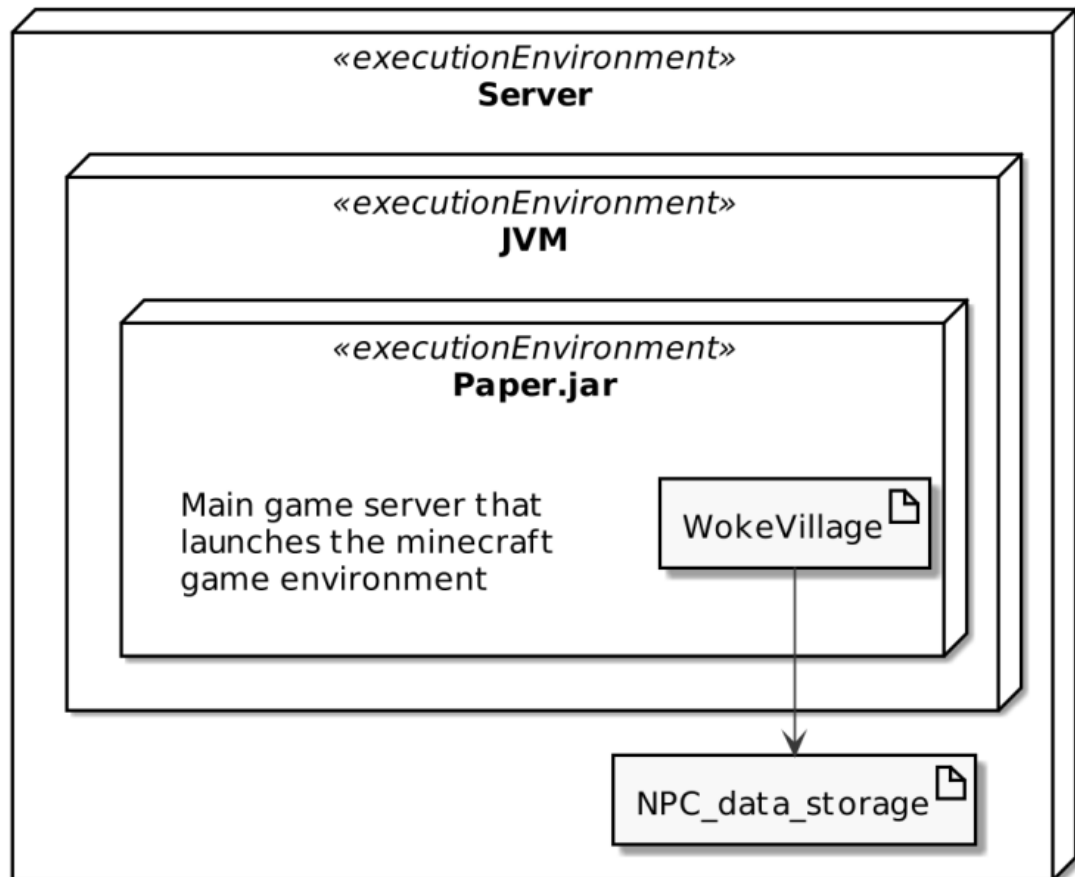 «executionEnvironment»
Server
«executionEnvironment»
JVM
«executionEnvironment»
Paper.jar
Main game server that
launches the minecraft
game environment
WokeVillage
NPC_data_storage